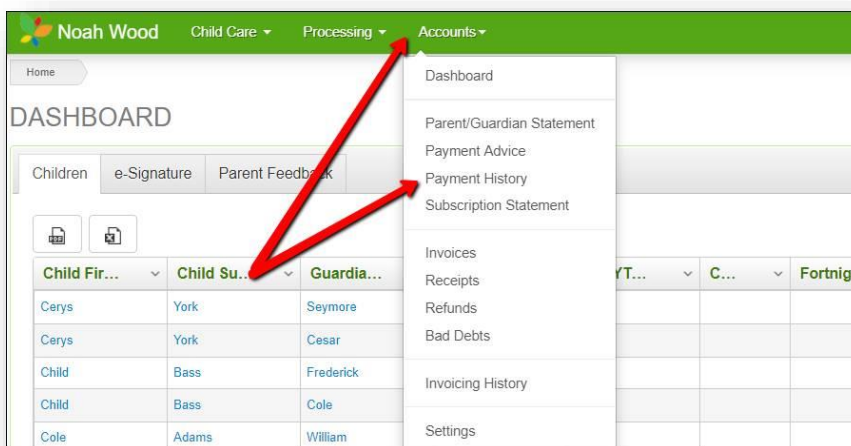 Noah Wood Child Care Processing Accounts
Home
DASHBOARD
Children e-Signature Parent Feedback
Dashboard
Parent/Guardian Statement
Payment Advice
Payment History
Subscription Statement
Invoices
Receipts
Refunds
Bad Debts
Invoicing History
Settings
Child Fir... Child Su... Guardia... YT... C... Fortnig
Cerys York Seymore
Cerys York Cesar
Child Bass Frederick
Child Bass Cole
Cole Adams William